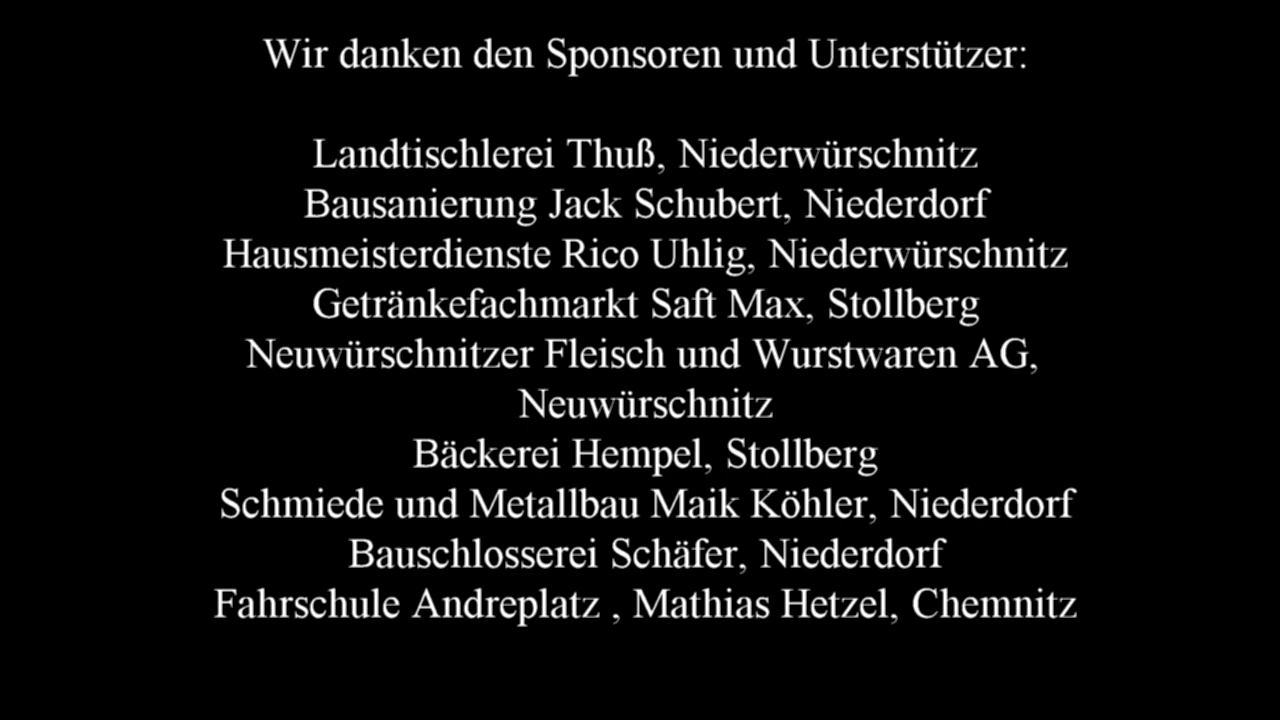 Wir danken den Sponsoren und Unterstützer:
Landtischlerei Thuß, Niederwürschnitz
Bausanierung Jack Schubert, Niederdorf
Hausmeisterdienste Rico Uhlig, Niederwürschnitz
Getränkefachmarkt Saft Max, Stollberg
Neuwürschnitzer Fleisch und Wurstwaren AG,
Neuwürschnitz
Bäckerei Hempel, Stollberg
Schmiede und Metallbau Maik Köhler, Niederdorf
Bauschlosserei Schäfer, Niederdorf
Fahrschule Andreplatz , Mathias Hetzel, Chemnitz